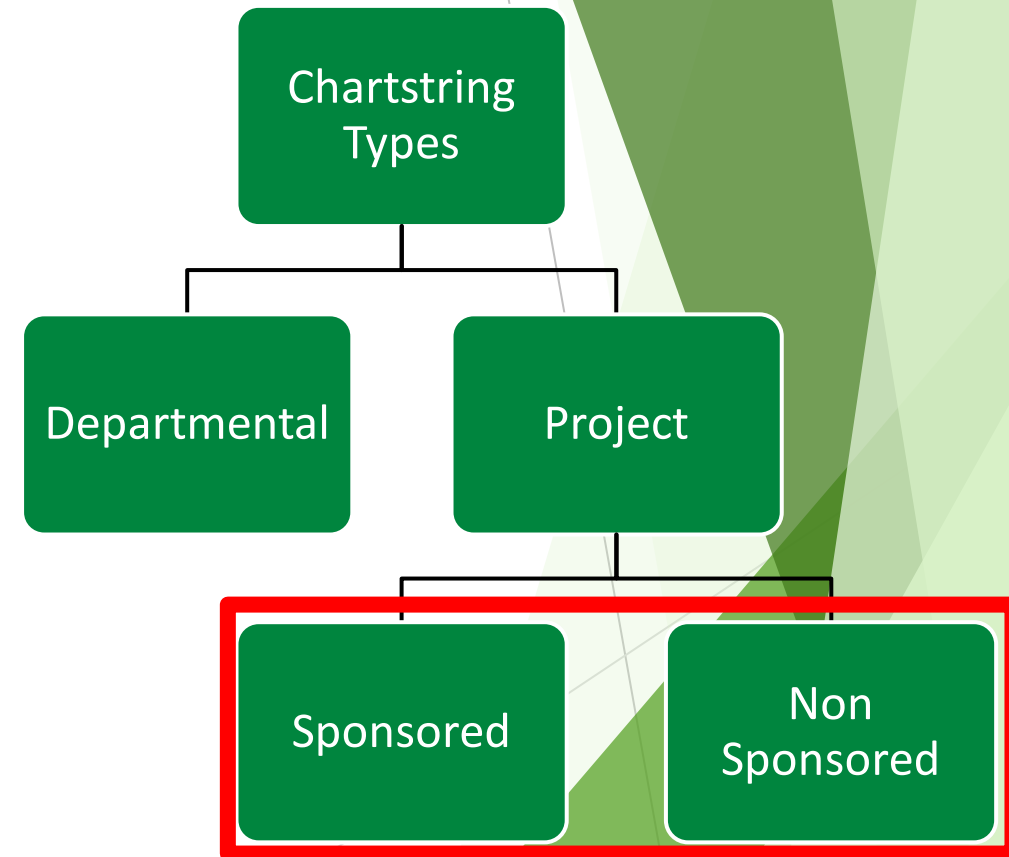 Chartstring
Types
Departmental
Project
Sponsored
Non
Sponsored